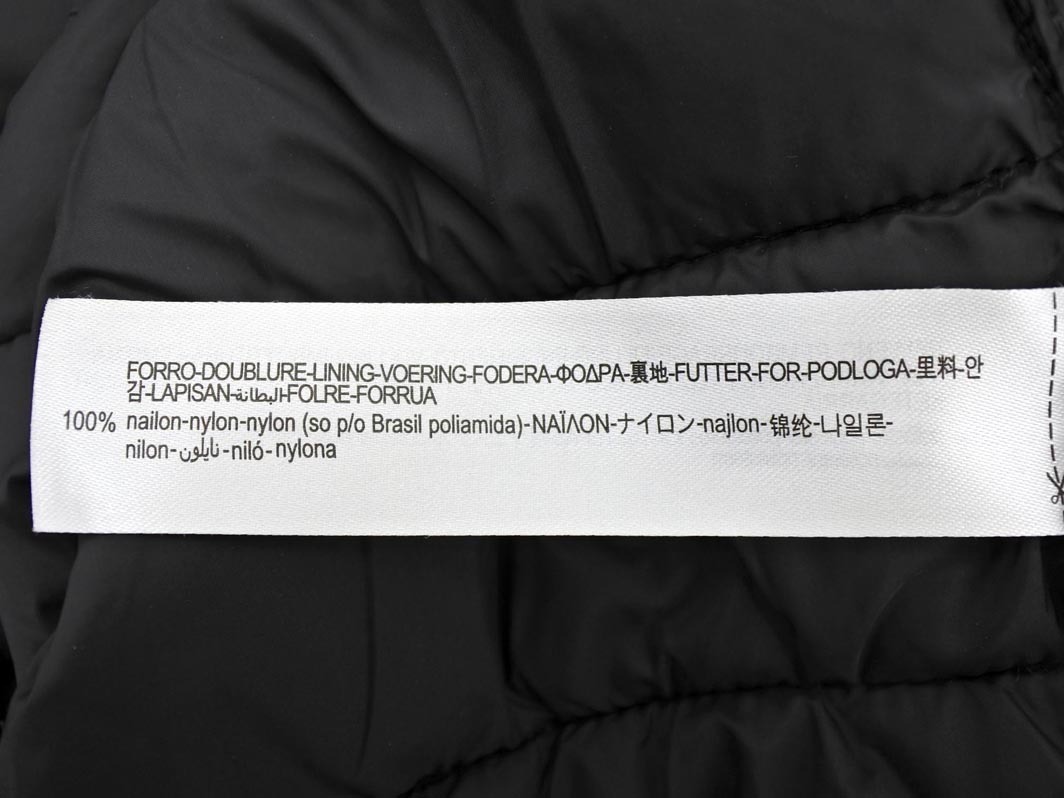 FORRO-DOUBLURE-LINING-VOERING-FODERA-ΦΟΔΡΑ-裏地-FUTTER-FOR-PODLOGA-里料-안
감-LAPISAN-البطانة-FOLRE-FORRUA
100% nailon-nylon-nylon (so p/o Brasil poliamida)-ΝΑΪΛΟΝ-ナイロン-najlon-锦纶-나일론-
nilon-نايلون-niló-nylona